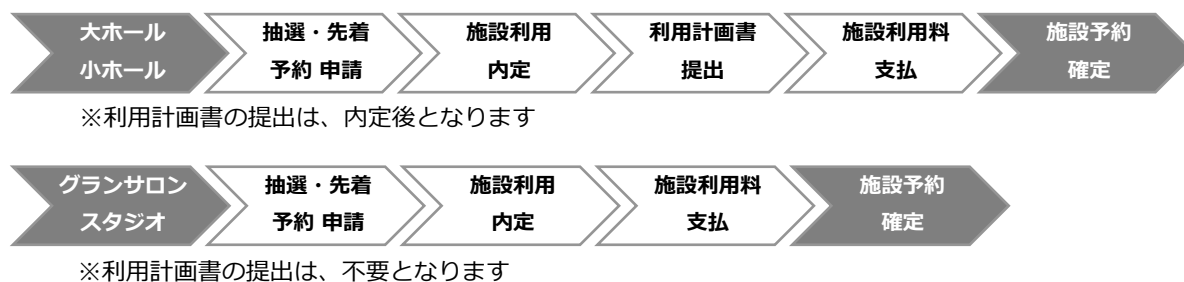 大ホール 抽選・先着 施設利用 利用計画書 施設利用料 施設予約
小ホール 予約 申請 内定 提出 支払 確定
※利用計画書の提出は、内定後となります
グランサロン 抽選・先着 施設利用 施設利用料 施設予約
スタジオ 予約 申請 内定 支払 確定
※利用計画書の提出は、不要となります